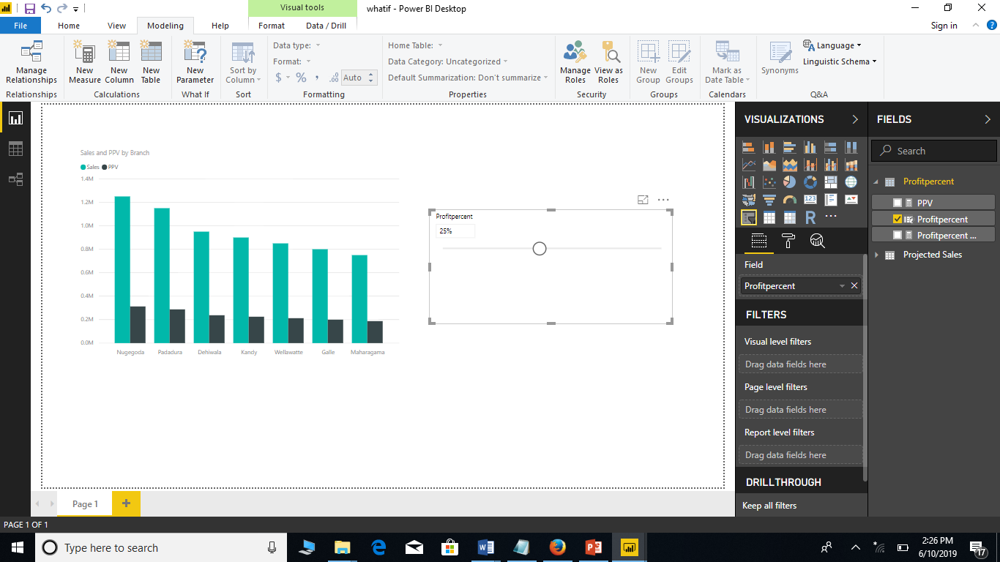 Visual tools
whatif - Power BI Desktop
File
Home
View
Modeling
Help
Format
Data / Drill
Sign in
Manage Relationships
Relationships
New Measure
New Column
New Table
Calculations
New Parameter
What If
Sort by Column
Sort
Data type:
Format:
$ % , .00 Auto
Formatting
Home Table:
Data Category: Uncategorized
Default Summarization: Don't summarize
Properties
Manage Roles
View as Roles
Security
New Group
Edit Groups
Groups
Mark as Date Table
Calendars
Synonyms
Language
Linguistic Schema
Q&A
Sales and PPV by Branch
Sales PPV
1.4M
1.2M
1.0M
0.8M
0.6M
0.4M
0.2M
0.0M
Nugegoda Padadura Dehiwala Kandy Wellawatte Galle Maharagama
Profitpercent
25%
VISUALIZATIONS
123
R
Field
Profitpercent
FILTERS
Visual level filters
Drag data fields here
Page level filters
Drag data fields here
Report level filters
Drag data fields here
DRILLTHROUGH
Keep all filters
FIELDS
Search
Profitpercent
PPV
Profitpercent
Profitpercent ...
Projected Sales
Page 1
PAGE 1 OF 1
Type here to search
2:26 PM
6/10/2019
17